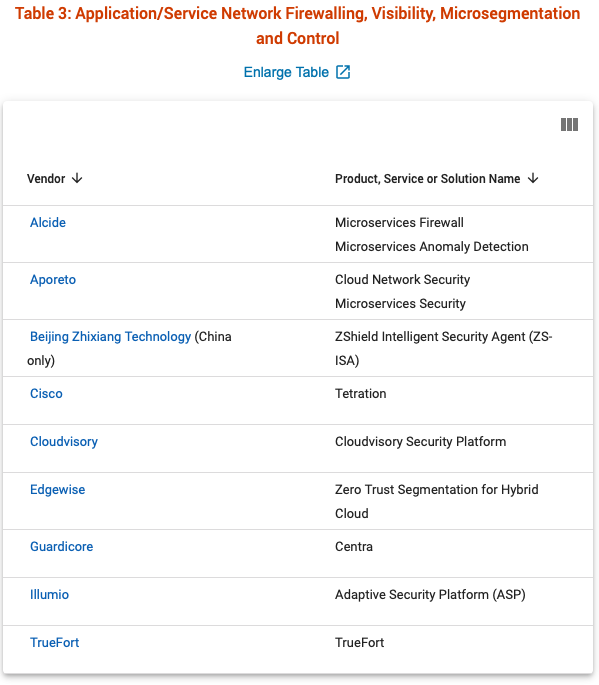 Table 3: Application/Service Network Firewalling, Visibility, Microsegmentation
and Control
Enlarge Table
Vendor
Product, Service or Solution Name
Alcide
Microservices Firewall
Microservices Anomaly Detection
Aporeto
Cloud Network Security
Microservices Security
Beijing Zhixiang Technology (China
only)
ZShield Intelligent Security Agent (ZS-
ISA)
Cisco
Tetration
Cloudvisory
Cloudvisory Security Platform
Edgewise
Zero Trust Segmentation for Hybrid
Cloud
Guardicore
Centra
Illumio
Adaptive Security Platform (ASP)
TrueFort
TrueFort